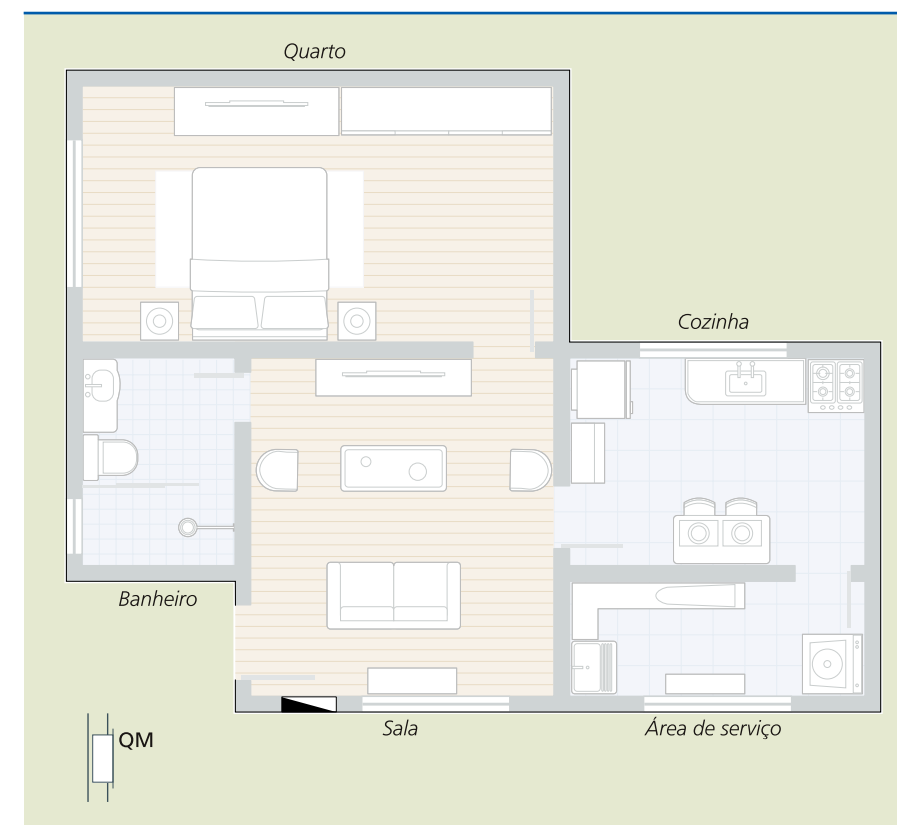 Quarto
Cozinha
Banheiro
QM
Sala
Área de serviço